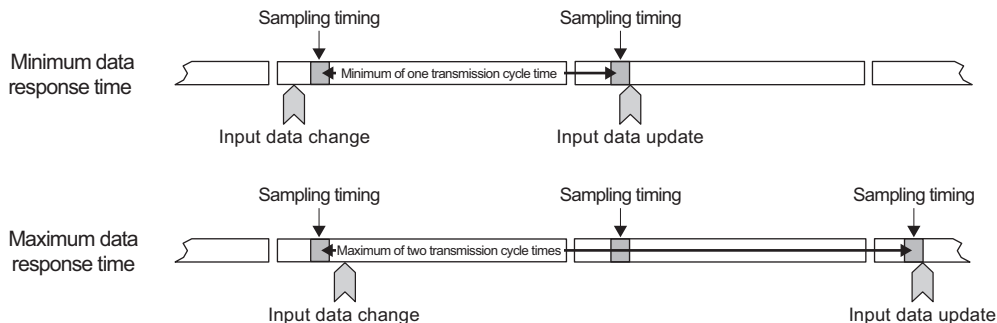 Sampling timing Sampling timing
Minimum data
response time
Minimum of one transmission cycle time
Input data change Input data update
Sampling timing Sampling timing Sampling timing
Maximum data
response time
Maximum of two transmission cycle times
Input data change Input data update